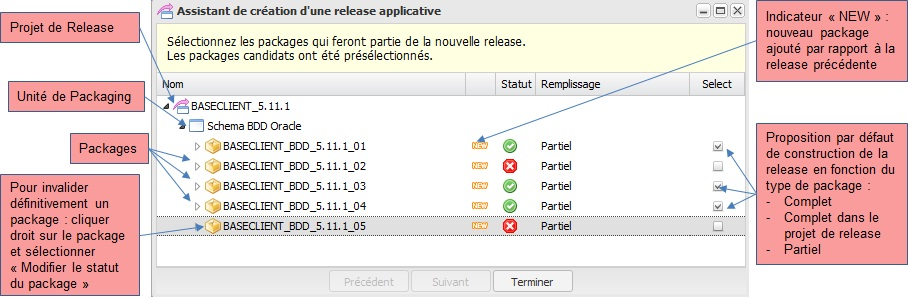 Projet de Release
Unité de Packaging
Packages
Pour invalider
définitivement un
package : cliquer
droit sur le package
et sélectionner
« Modifier le statut
du package »
Assistant de création d'une release applicative
Sélectionnez les packages qui feront partie de la nouvelle release.
Les packages candidats ont été présélectionnés.
Nom Statut Remplissage Select
BASECLIENT_5.11.1
Schema BDD Oracle
BASECLIENT_BDD_5.11.1_01 NEW Partiel
BASECLIENT_BDD_5.11.1_02 NEW Partiel
BASECLIENT_BDD_5.11.1_03 NEW Partiel
BASECLIENT_BDD_5.11.1_04 NEW Partiel
BASECLIENT_BDD_5.11.1_05 NEW Partiel
Précédent Suivant Terminer
Indicateur « NEW » :
nouveau package
ajouté par rapport à la
release précédente
Proposition par défaut
de construction de la
release en fonction du
type de package :
- Complet
- Complet dans le
projet de release
- Partiel